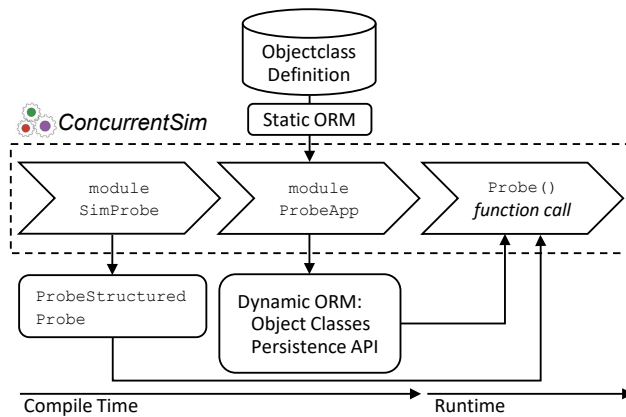 Objectclass
Definition
ConcurrentSim
Static ORM
module
SimProbe
module
ProbeApp
Probe()
function call
ProbeStructured
Probe
Dynamic ORM:
Object Classes
Persistence API
Compile Time
Runtime